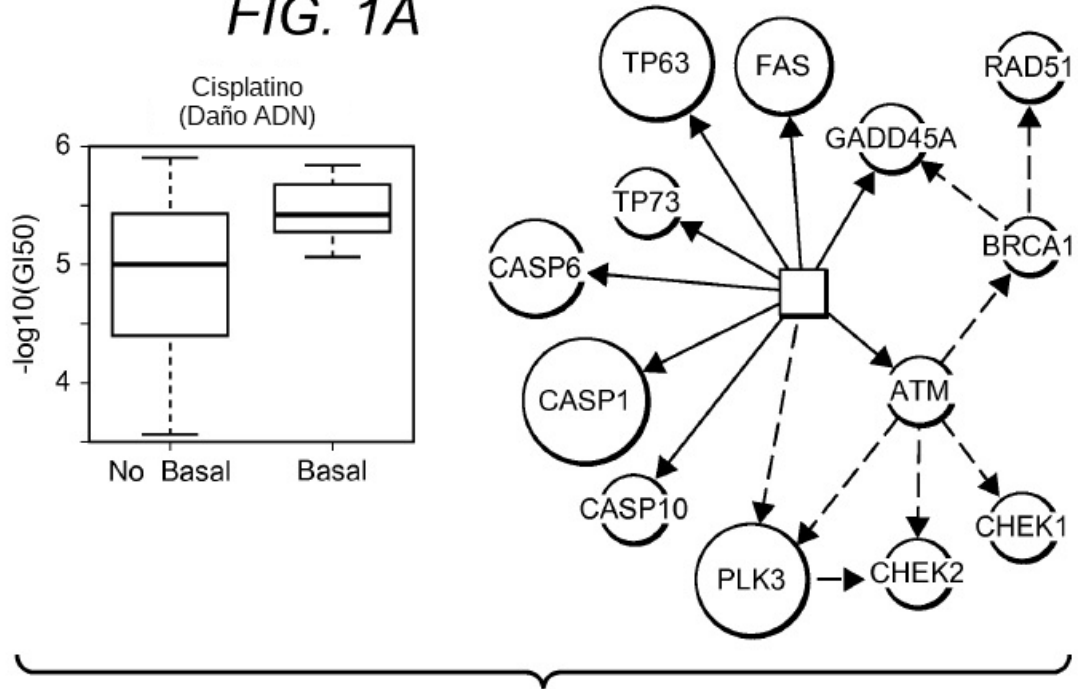 FIG. 1A
Cisplatino
(Daño ADN)
-log10(GI50)
6
5
4
No Basal
Basal
TP63
FAS
RAD51
GADD45A
TP73
BRCA1
CASP6
ATM
CASP1
CASP10
CHEK1
PLK3
CHEK2